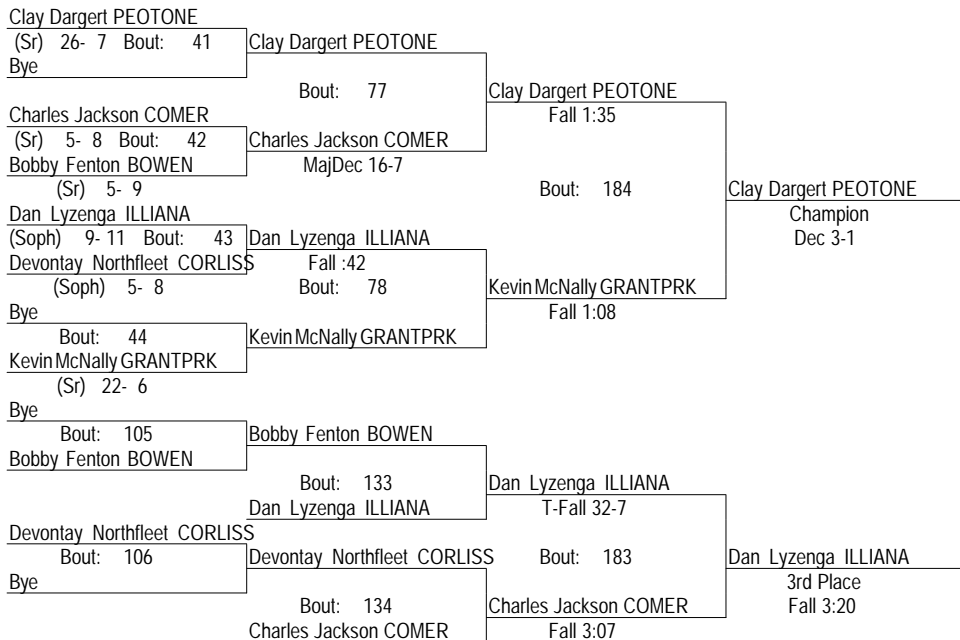 Clay Dargert PEOTONE
(Sr) 26- 7 Bout: 41 Clay Dargert PEOTONE
Bye
Bout: 77 Clay Dargert PEOTONE
Charles Jackson COMER Fall 1:35
(Sr) 5- 8 Bout: 42 Charles Jackson COMER
Bobby Fenton BOWEN MajDec 16-7
(Sr) 5- 9 Bout: 184 Clay Dargert PEOTONE
Dan Lyzenga ILLIANA Champion
(Soph) 9- 11 Bout: 43 Dan Lyzenga ILLIANA Dec 3-1
Devontay Northfleet CORLISS Fall :42
(Soph) 5- 8 Bout: 78 Kevin McNally GRANTPRK
Bye Fall 1:08
Bout: 44 Kevin McNally GRANTPRK
Kevin McNally GRANTPRK
(Sr) 22- 6
Bye
Bout: 105 Bobby Fenton BOWEN
Bobby Fenton BOWEN
Bout: 133 Dan Lyzenga ILLIANA
Dan Lyzenga ILLIANA T-Fall 32-7
Devontay Northfleet CORLISS
Bout: 106 Devontay Northfleet CORLISS Bout: 183 Dan Lyzenga ILLIANA
Bye 3rd Place
Bout: 134 Charles Jackson COMER Fall 3:20
Charles Jackson COMER Fall 3:07